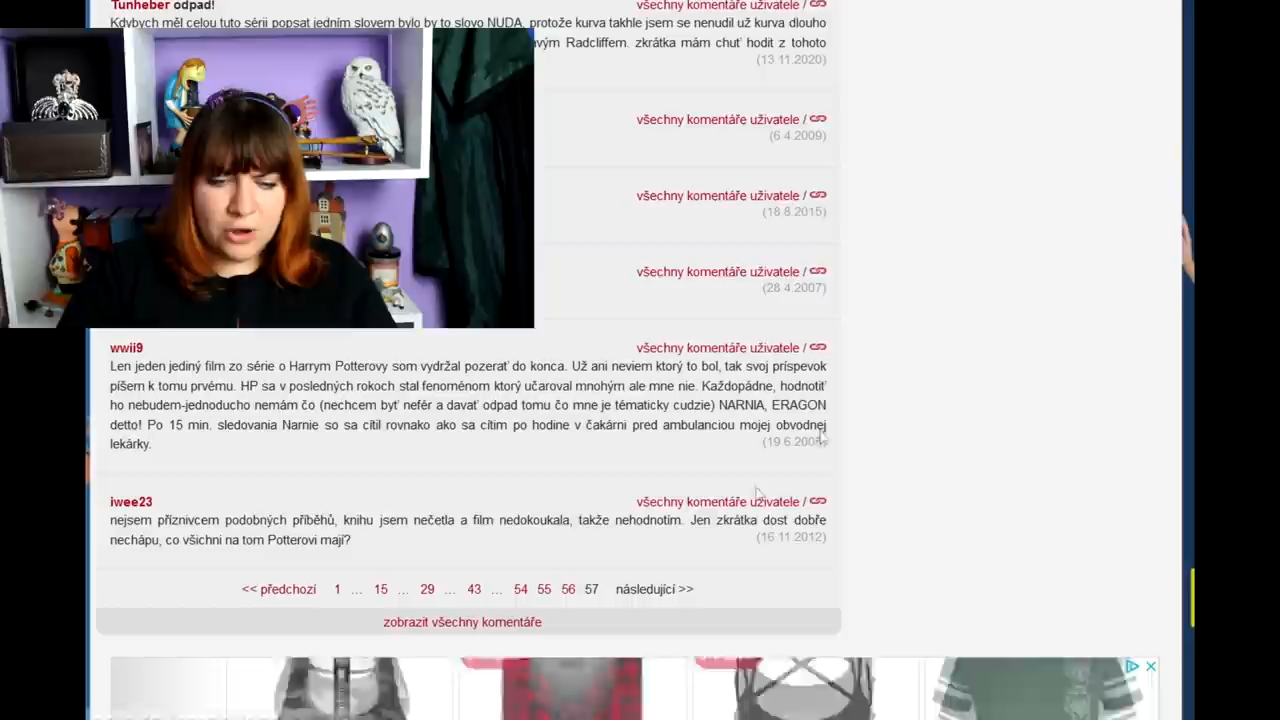 Tunheber odpad!
všechny komentáře uživatele /
Kdybych měl celou tuto sérii popsat jedním slovem bylo by to slovo NUDA, protože kurva takhle jsem se nenudil už kurva dlouho
Radcliffem. zkrátka mám chuť hodit z tohoto
(13.11.2020)
všechny komentáře uživatele /
(6.4.2009)
všechny komentáře uživatele /
(18.8.2015)
všechny komentáře uživatele /
(28.4.2007)
wwii9
všechny komentáře uživatele /
Len jeden jediný film zo série o Harrym Potterovy som vydržal pozerať do konca. Už ani neviem ktorý to bol, tak svoj príspevok
píšem k tomu prvému. HP sa v posledných rokoch stal fenoménom ktorý učaroval mnohým ale mne nie. Každopádne, hodnotiť
ho nebudem-jednoducho nemám čo (nechcem byť nefér a davať odpad tomu čo mne je tématicky cudzie) NARNIA, ERAGON
detto! Po 15 min. sledovania Narnie so sa cítil rovnako ako sa cítim po hodine v čakárni pred ambulanciou mojej obvodnej
lekárky.
iwee23
všechny komentáře uživatele /
nejsem příznivcem podobných příběhů, knihu jsem nečetla a film nedokoukala, takže nehodnotím. Jen zkrátka dost dobře
nechápu, co všichni na tom Potterovi mají?
(16.11.2012)
<< předchozí 1 ... 15 ... 29 ... 43 ... 54 55 56 57 následující >>
zobrazit všechny komentáře